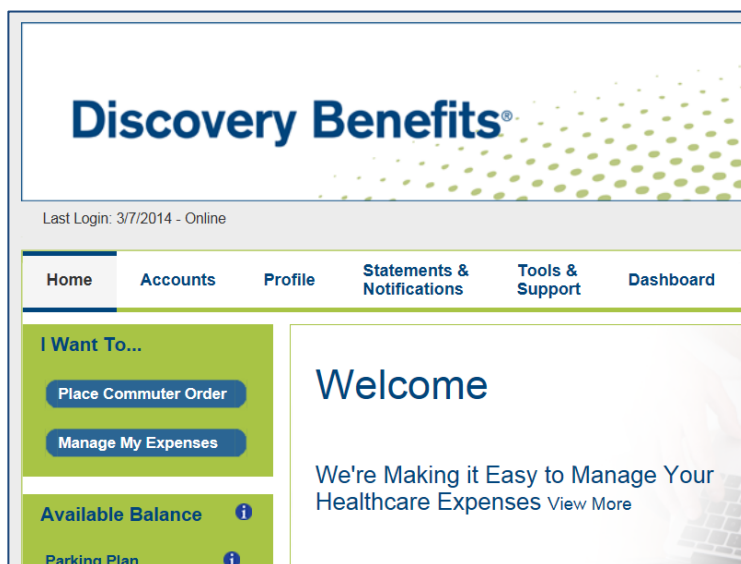 Discovery Benefits®
Last Login: 3/7/2014 - Online
Home
Accounts
Profile
Statements &
Notifications
Tools &
Support
Dashboard
I Want To...
Place Commuter Order
Manage My Expenses
Available Balance i
Parking Plan i
Welcome
We're Making it Easy to Manage Your
Healthcare Expenses View More